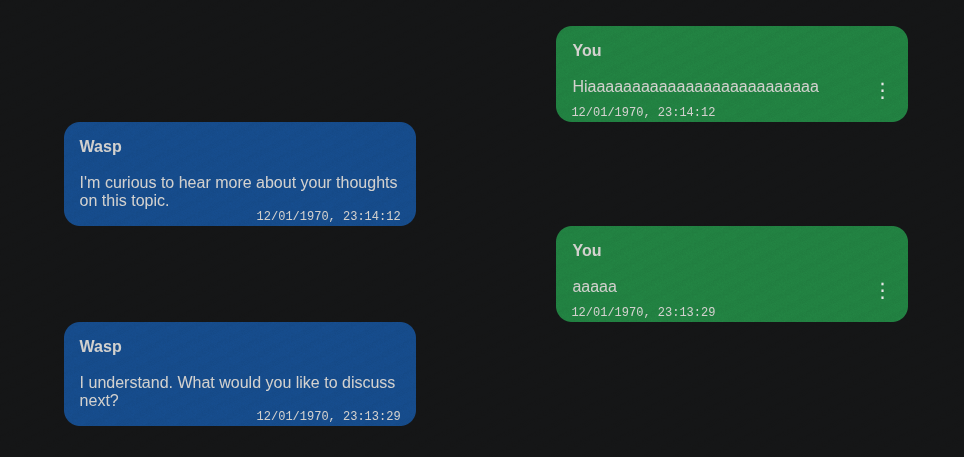 You
Hiaaaaaaaaaaaaaaaaaaaaaaaaaa
12/01/1970, 23:14:12
Wasp
I'm curious to hear more about your thoughts
on this topic.
12/01/1970, 23:14:12
You
aaaaa
12/01/1970, 23:13:29
Wasp
I understand. What would you like to discuss
next?
12/01/1970, 23:13:29